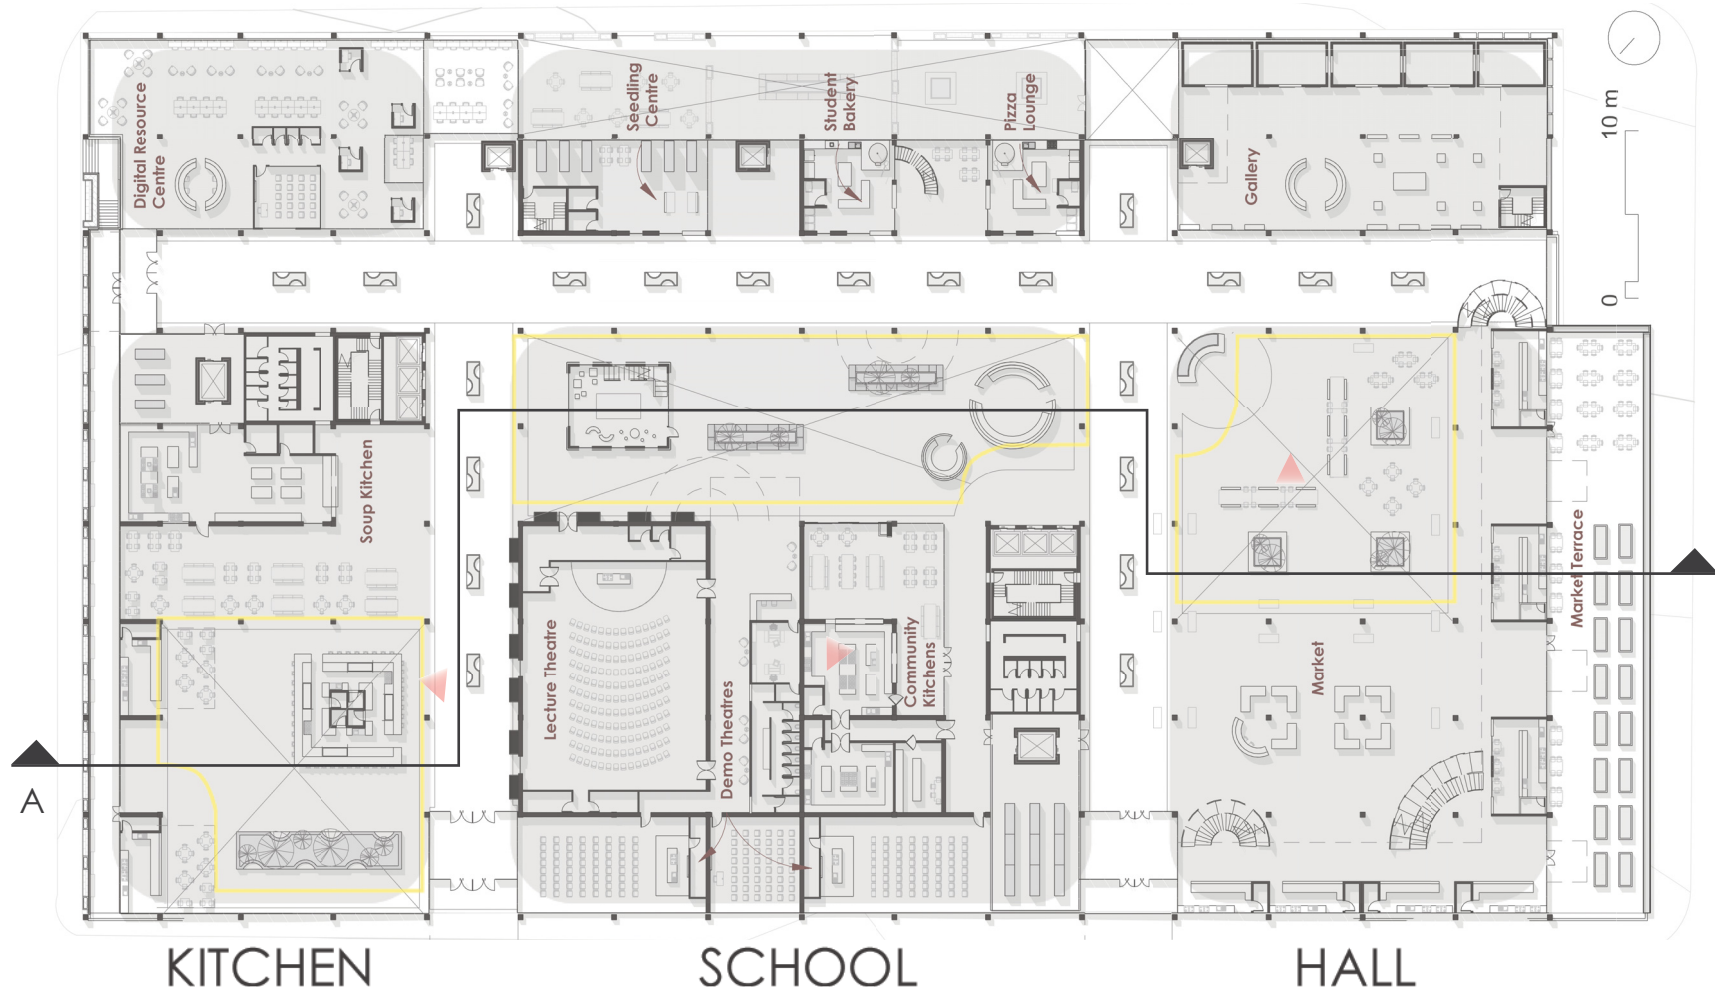 Digital Resource
Centre
Seedling
Centre
Student
Bakery
Pizza
Lounge
Gallery
10 m
0
Soup Kitchen
Lecture Theatre
Demo Theatres
Community
Kitchens
Market
Market Terrace
A
KITCHEN
SCHOOL
HALL